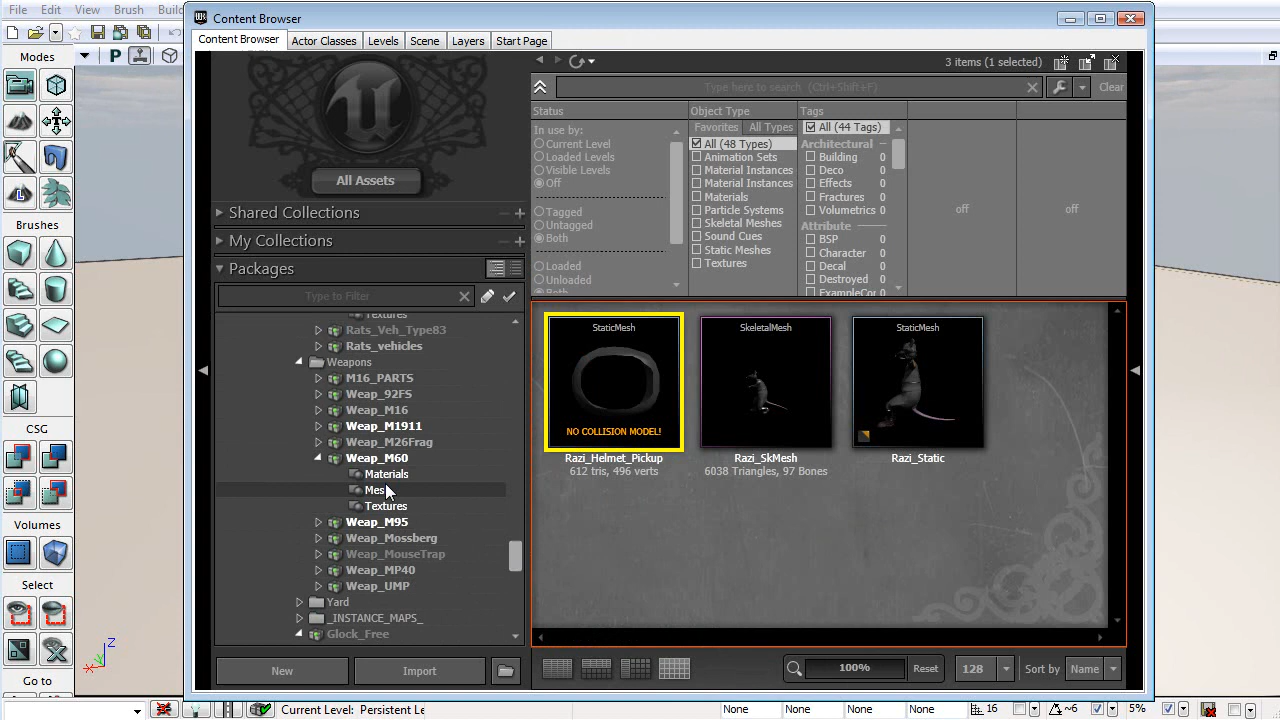 File Edit View Brush Build
Content Browser
Content Browser Actor Classes Levels Scene Layers Start Page
Modes
P
3 items (1 selected)
Type here to search (Ctrl+Shift+F)
Clear
Status
Object Type
Tags
In use by:
Current Level
Loaded Levels
Visible Levels
Off
Tagged
Untagged
Both
Loaded
Unloaded
Both
Favorites All Types
All (48 Types)
Animation Sets
Material Instances
Material Instances
Materials
Particle Systems
Skeletal Meshes
Sound Cues
Static Meshes
Textures
All (44 Tags)
Architectural
Building 0
Deco 0
Effects 0
Fractures 0
Volumetrics 0
Attribute
BSP 0
Character 0
Decal 0
Destroyed 0
ExampleCor 0
off
off
All Assets
Shared Collections
My Collections
Packages
Type to Filter
Textures
Rats_Veh_Type83
Rats_vehicles
Weapons
M16_PARTS
Weap_92FS
Weap_M16
Weap_M1911
Weap_M26Frag
Weap_M60
Materials
Mes
Textures
Weap_M95
Weap_Mossberg
Weap_MouseTrap
Weap_MP40
Weap_UMP
Yard
_INSTANCE_MAPS_
Glock_Free
New
Import
StaticMesh
NO COLLISION MODEL!
Razi_Helmet_Pickup
612 tris, 496 verts
SkeletalMesh
Razi_SkMesh
6038 Triangles, 97 Bones
StaticMesh
Razi_Static
100% Reset 128 Sort by Name
Brushes
CSG
Volumes
Select
Go to
Z
X
Current Level: Persistent Le
None None None None 16 ~6 5%